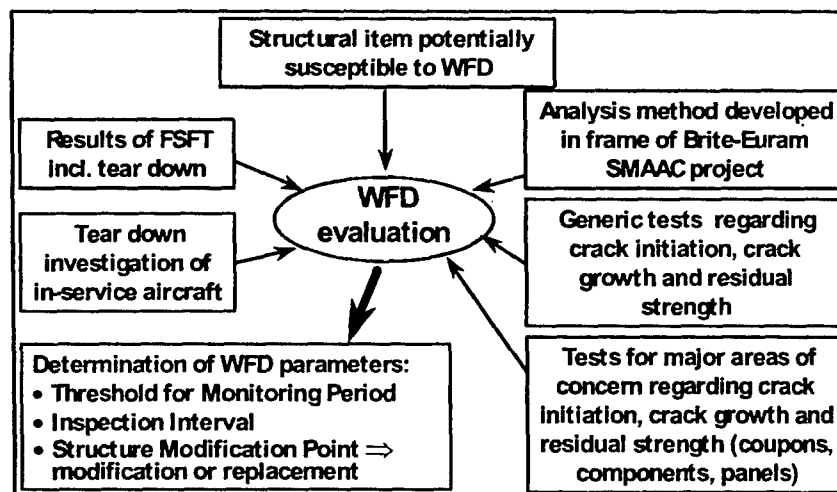 Structural item potentially
susceptible to WFD
Results of FSFT
incl. tear down
Analysis method developed
in frame of Brite-Euram
SMAAC project
WFD
evaluation
Tear down
investigation of
in-service aircraft
Generic tests regarding
crack initiation, crack
growth and residual
strength
Determination of WFD parameters:
• Threshold for Monitoring Period
• Inspection Interval
• Structure Modification Point ⇒
modification or replacement
Tests for major areas of
concern regarding crack
initiation, crack growth and
residual strength (coupons,
components, panels)